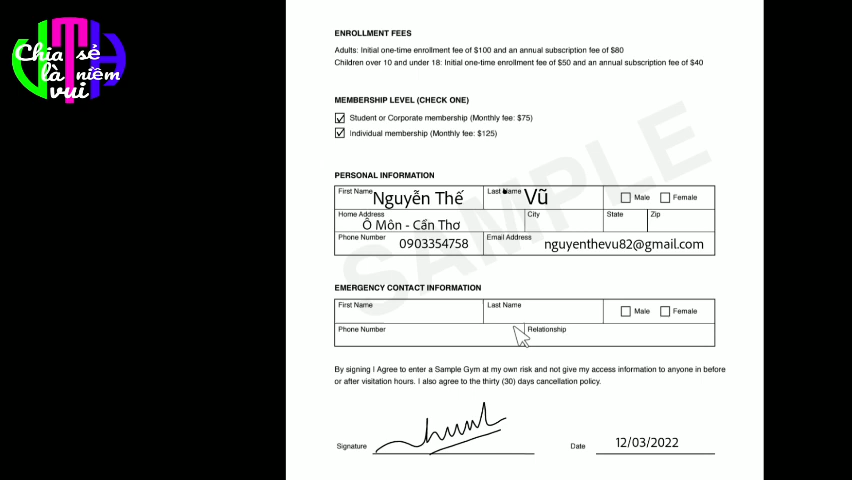 Chia sẻ
là niềm
vui
ENROLLMENT FEES
Adults: Initial one-time enrollment fee of $100 and an annual subscription fee of $80
Children over 10 and under 18: Initial one-time enrollment fee of $50 and an annual subscription fee of $40
MEMBERSHIP LEVEL (CHECK ONE)
Student or Corporate membership (Monthly fee: $75)
Individual membership (Monthly fee: $125)
SAMPLE
PERSONAL INFORMATION
First Name Nguyễn Thế Last Name Vũ Male Female
Home Address Ô Môn - Cần Thơ City State Zip
Phone Number 0903354758 Email Address nguyenthevu82@gmail.com
EMERGENCY CONTACT INFORMATION
First Name Last Name Male Female
Phone Number Relationship
By signing I Agree to enter a Sample Gym at my own risk and not give my access information to anyone in before
or after visitation hours. I also agree to the thirty (30) days cancellation policy.
Signature Date 12/03/2022